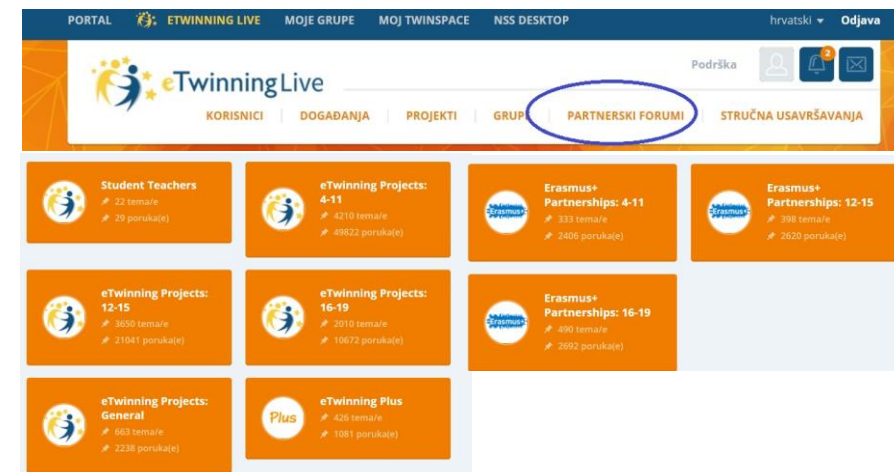 PORTAL ETWINNING LIVE MOJE GRUPE MOJ TWINSPACE NSS DESKTOP hrvatski Odjava
eTwinning Live
Podrška
2
KORISNICI DOGAĐANJA PROJEKTI GRUPE PARTNERSKI FORUMI STRUČNA USAVRŠAVANJA
Student Teachers
22 tema/e
29 poruka(e)
eTwinning Projects:
4-11
4210 tema/e
49822 poruka(e)
Erasmus+
Erasmus+
Partnerships: 4-11
333 tema/e
2406 poruka(e)
Erasmus+
Erasmus+
Partnerships: 12-15
398 tema/e
2620 poruka(e)
eTwinning Projects:
12-15
3650 tema/e
21041 poruka(e)
eTwinning Projects:
16-19
2010 tema/e
10672 poruka(e)
Erasmus+
Erasmus+
Partnerships: 16-19
490 tema/e
2692 poruka(e)
eTwinning Projects:
General
663 tema/e
2238 poruka(e)
Plus
eTwinning Plus
426 tema/e
1081 poruka(e)